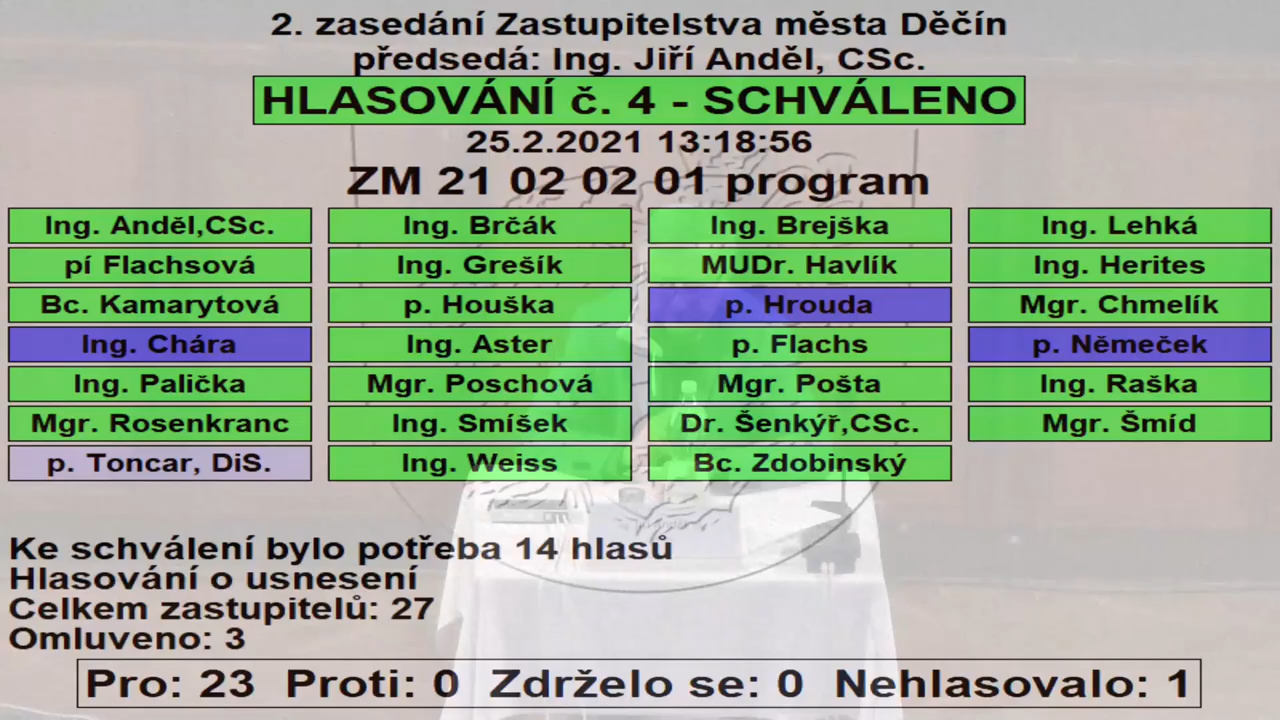 2. zasedání Zastupitelstva města Děčín
předsedá: Ing. Jiří Anděl, CSc.
HLASOVÁNÍ č. 4 - SCHVÁLENO
25.2.2021 13:18:56
ZM 21 02 02 01 program
Ing. Anděl,CSc. Ing. Brčák Ing. Brejška Ing. Lehká
pí Flachsová Ing. Grešík MUDr. Havlík Ing. Herites
Bc. Kamarytová p. Houška p. Hrouda Mgr. Chmelík
Ing. Chára Ing. Aster p. Flachs p. Němeček
Ing. Palička Mgr. Poschová Mgr. Pošta Ing. Raška
Mgr. Rosenkranc Ing. Smíšek Dr. Šenkýř,CSc. Mgr. Šmíd
p. Toncar, DiS. Ing. Weiss Bc. Zdobinský
Ke schválení bylo potřeba 14 hlasů
Hlasování o usnesení
Celkem zastupitelů: 27
Omluveno: 3
Pro: 23 Proti: 0 Zdrželo se: 0 Nehlasovalo: 1